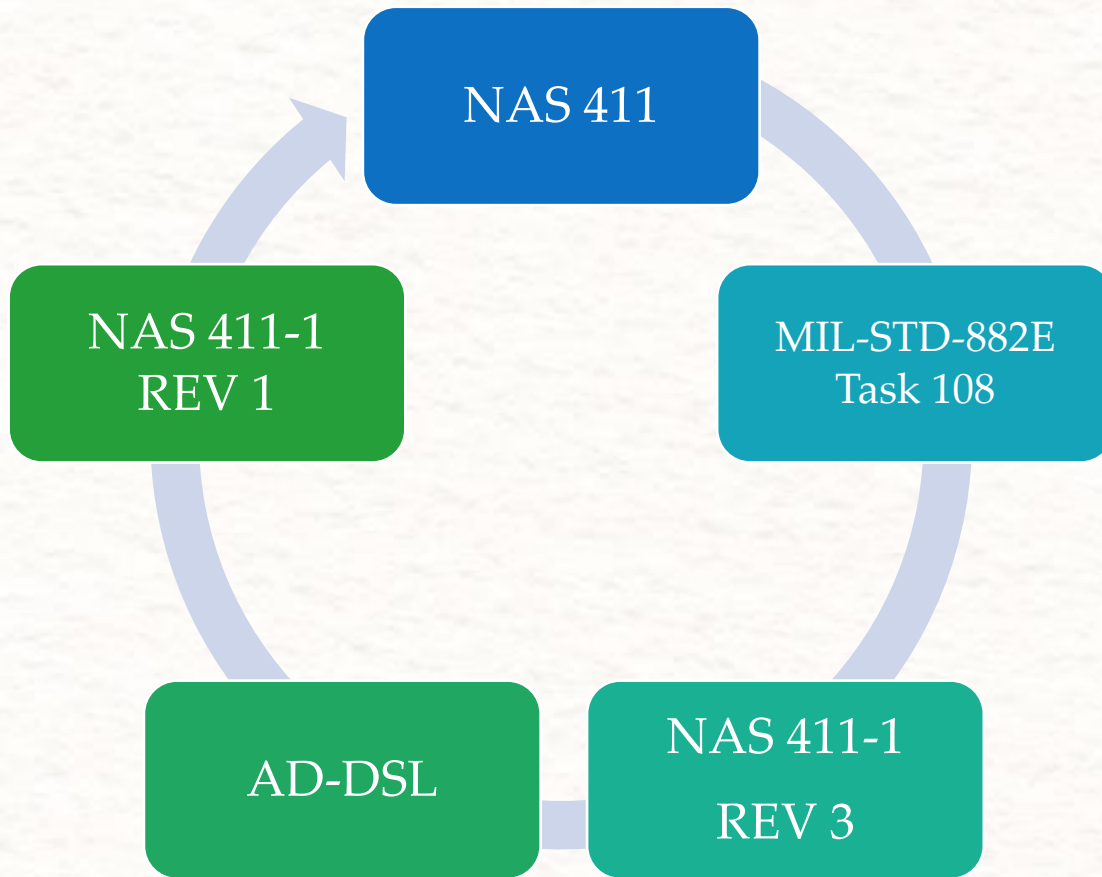 NAS 411
MIL-STD-882E
Task 108
NAS 411-1
REV 3
AD-DSL
NAS 411-1
REV 1